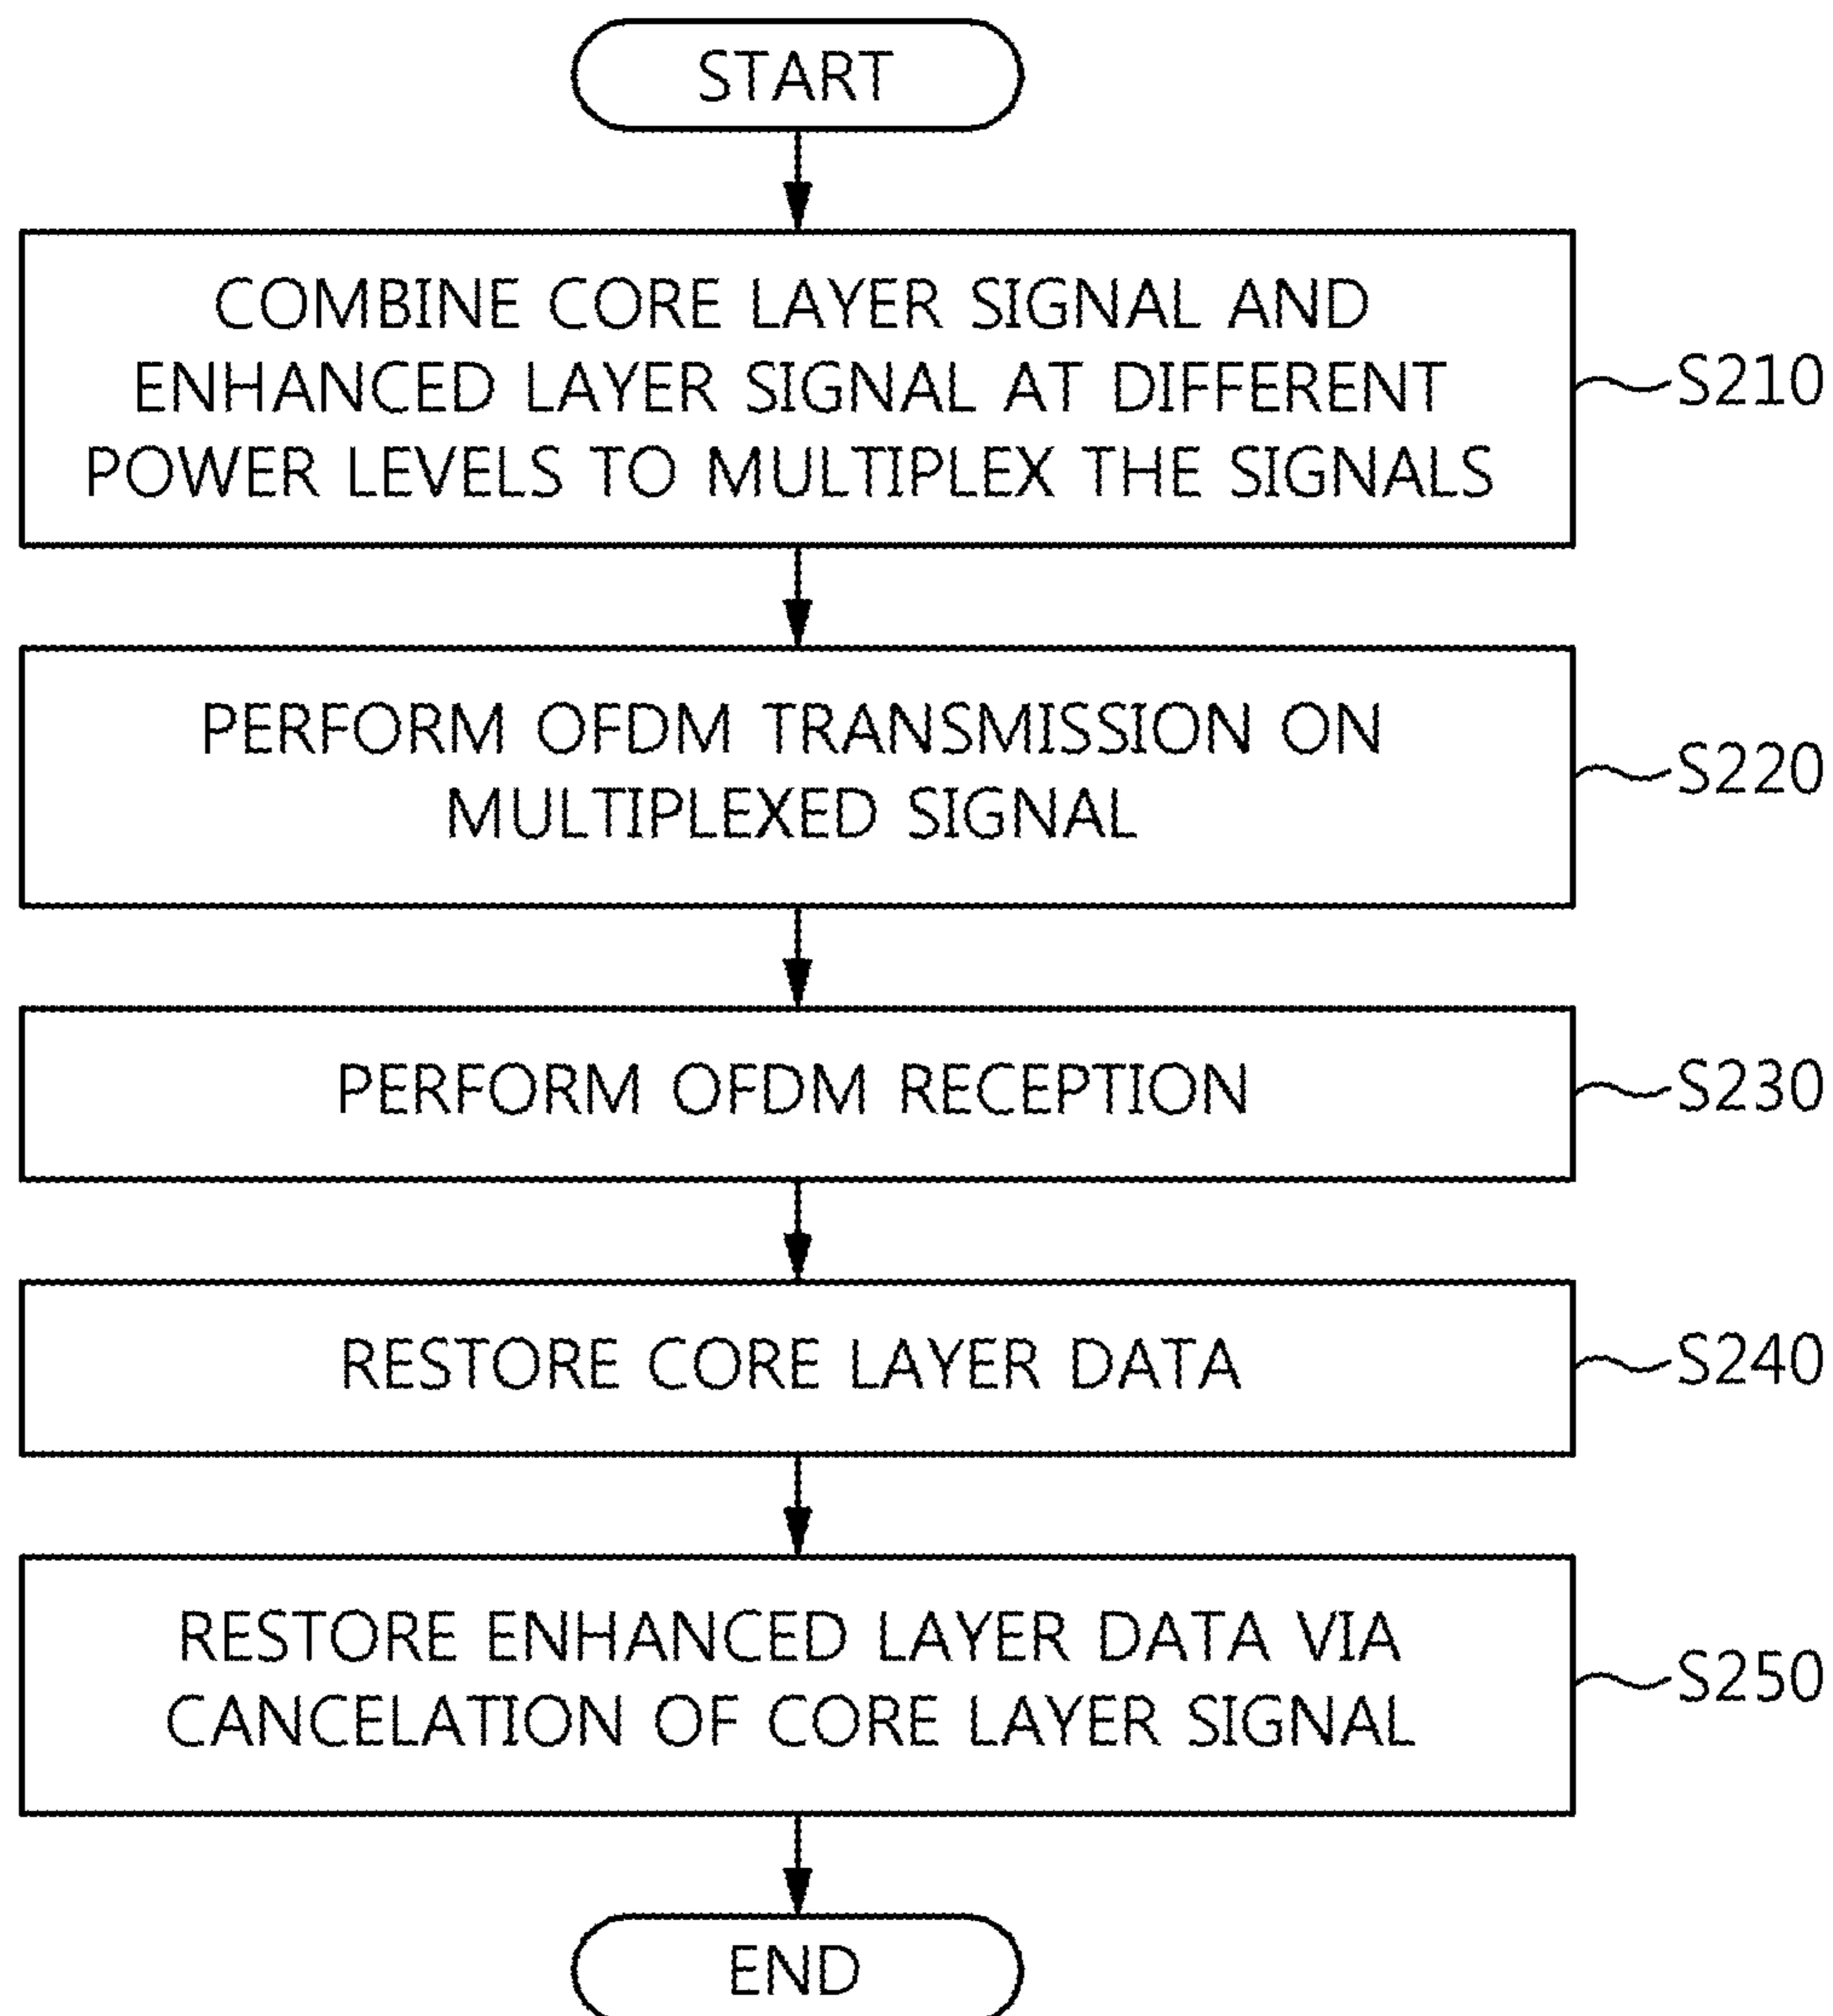 START
COMBINE CORE LAYER SIGNAL AND
ENHANCED LAYER SIGNAL AT DIFFERENT
POWER LEVELS TO MULTIPLEX THE SIGNALS
S210
PERFORM OFDM TRANSMISSION ON
MULTIPLEXED SIGNAL
S220
PERFORM OFDM RECEPTION
S230
RESTORE CORE LAYER DATA
S240
RESTORE ENHANCED LAYER DATA VIA
CANCELATION OF CORE LAYER SIGNAL
S250
END